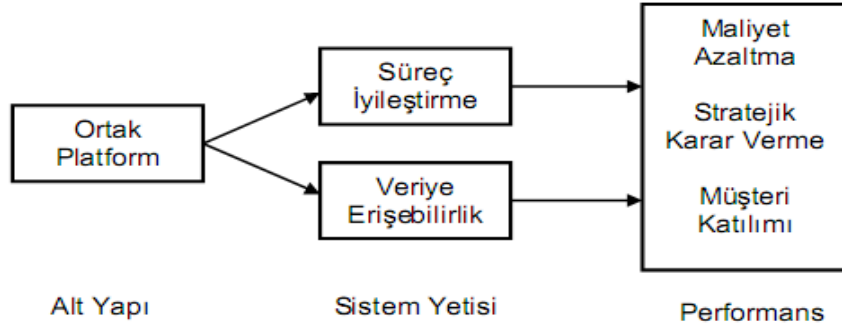 Ortak
Platform
Süreç
İyileştirme
Veriye
Erişebilirlik
Maliyet
Azaltma
Stratejik
Karar Verme
Müşteri
Katılımı
Alt Yapı
Sistem Yetisi
Performans